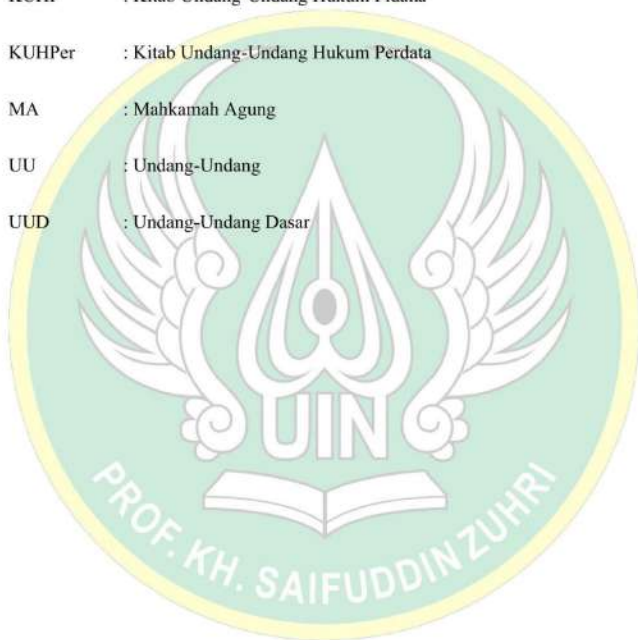 KUHPer : Kitab Undang-Undang Hukum Perdata
MA : Mahkamah Agung
UU : Undang-Undang
UUD : Undang-Undang Dasar
UIN
PROF. KH. SAIFUDDIN ZUHRI